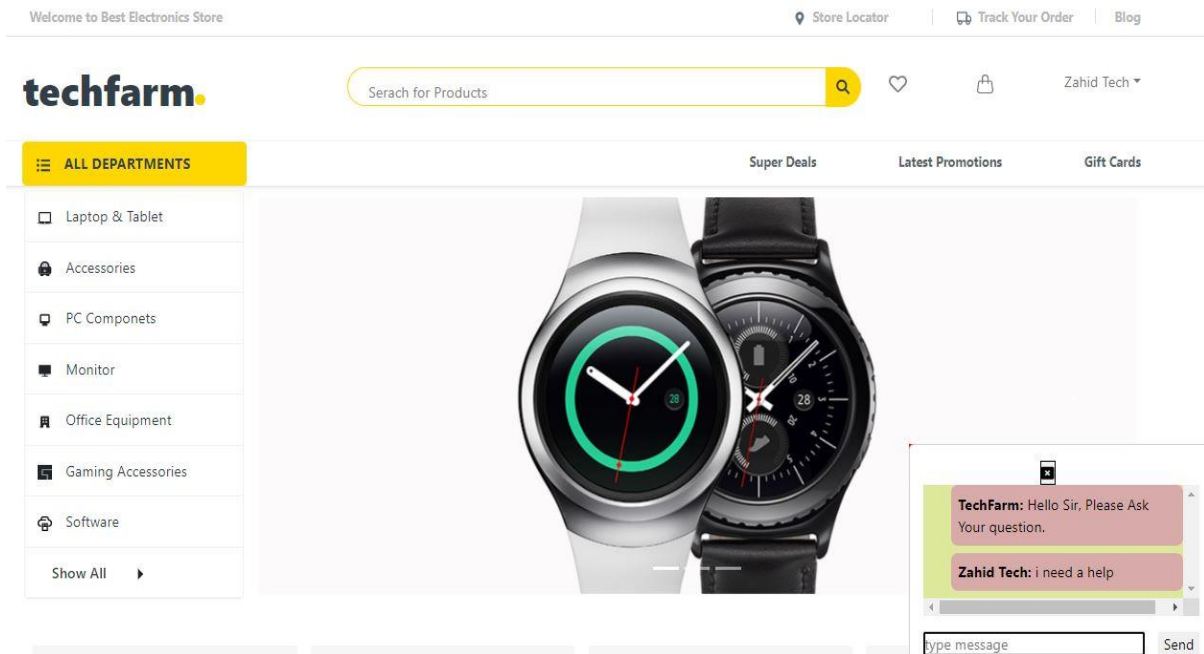 Welcome to Best Electronics Store
Store Locator
Track Your Order
Blog
techfarm.
Serach for Products
Zahid Tech
ALL DEPARTMENTS
Super Deals
Latest Promotions
Gift Cards
Laptop & Tablet
Accessories
PC Componets
Monitor
Office Equipment
Gaming Accessories
Software
Show All
28
28
TechFarm: Hello Sir, Please Ask
Your question.
Zahid Tech: i need a help
type message
Send